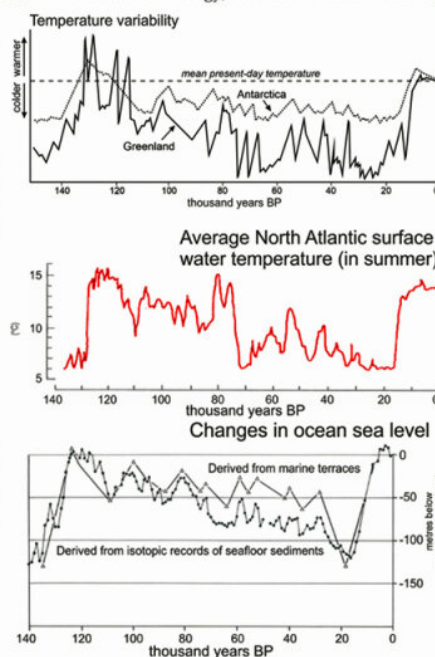 Temperature variability
colder warmer
mean present-day temperature
Antarctica
Greenland
140 120 100 80 60 40 20 0
thousand years BP
Average North Atlantic surface
water temperature (in summer)
15
10
5
(°C)
140 120 100 80 60 40 20 0
thousand years BP
Changes in ocean sea level
Derived from marine terraces
Derived from isotopic records of seafloor sediments
0
-50
-100
-150
metres below
140 120 100 80 60 40 20 0
thousand years BP